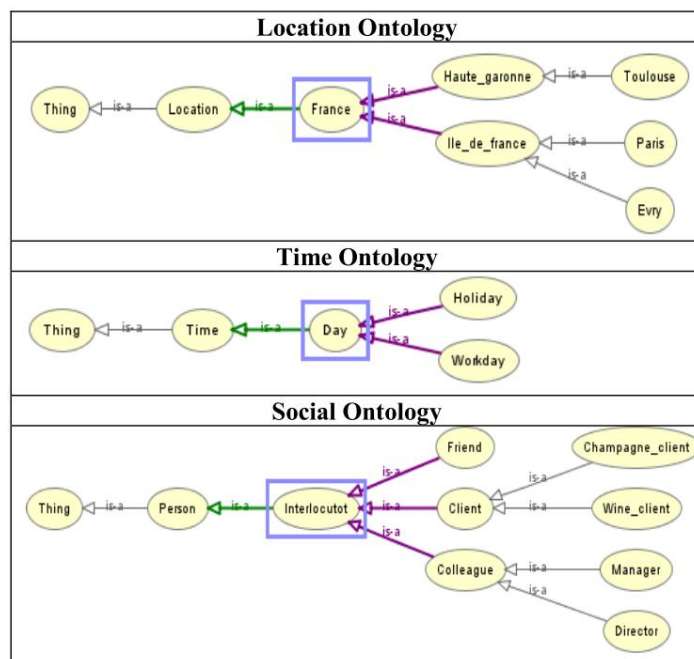 Location Ontology
Haute_garonne is-a Toulouse
is-a
Thing is-a Location is-a France
is-a
Ile_de_france is-a Paris
is-a
Evry
Time Ontology
Holiday
is-a
Thing is-a Time is-a Day
is-a
Workday
Social Ontology
Friend Champagne_client
is-a is-a
Thing is-a Person is-a Interlocutot is-a Client is-a Wine_client
is-a
Colleague is-a Manager
is-a
Director